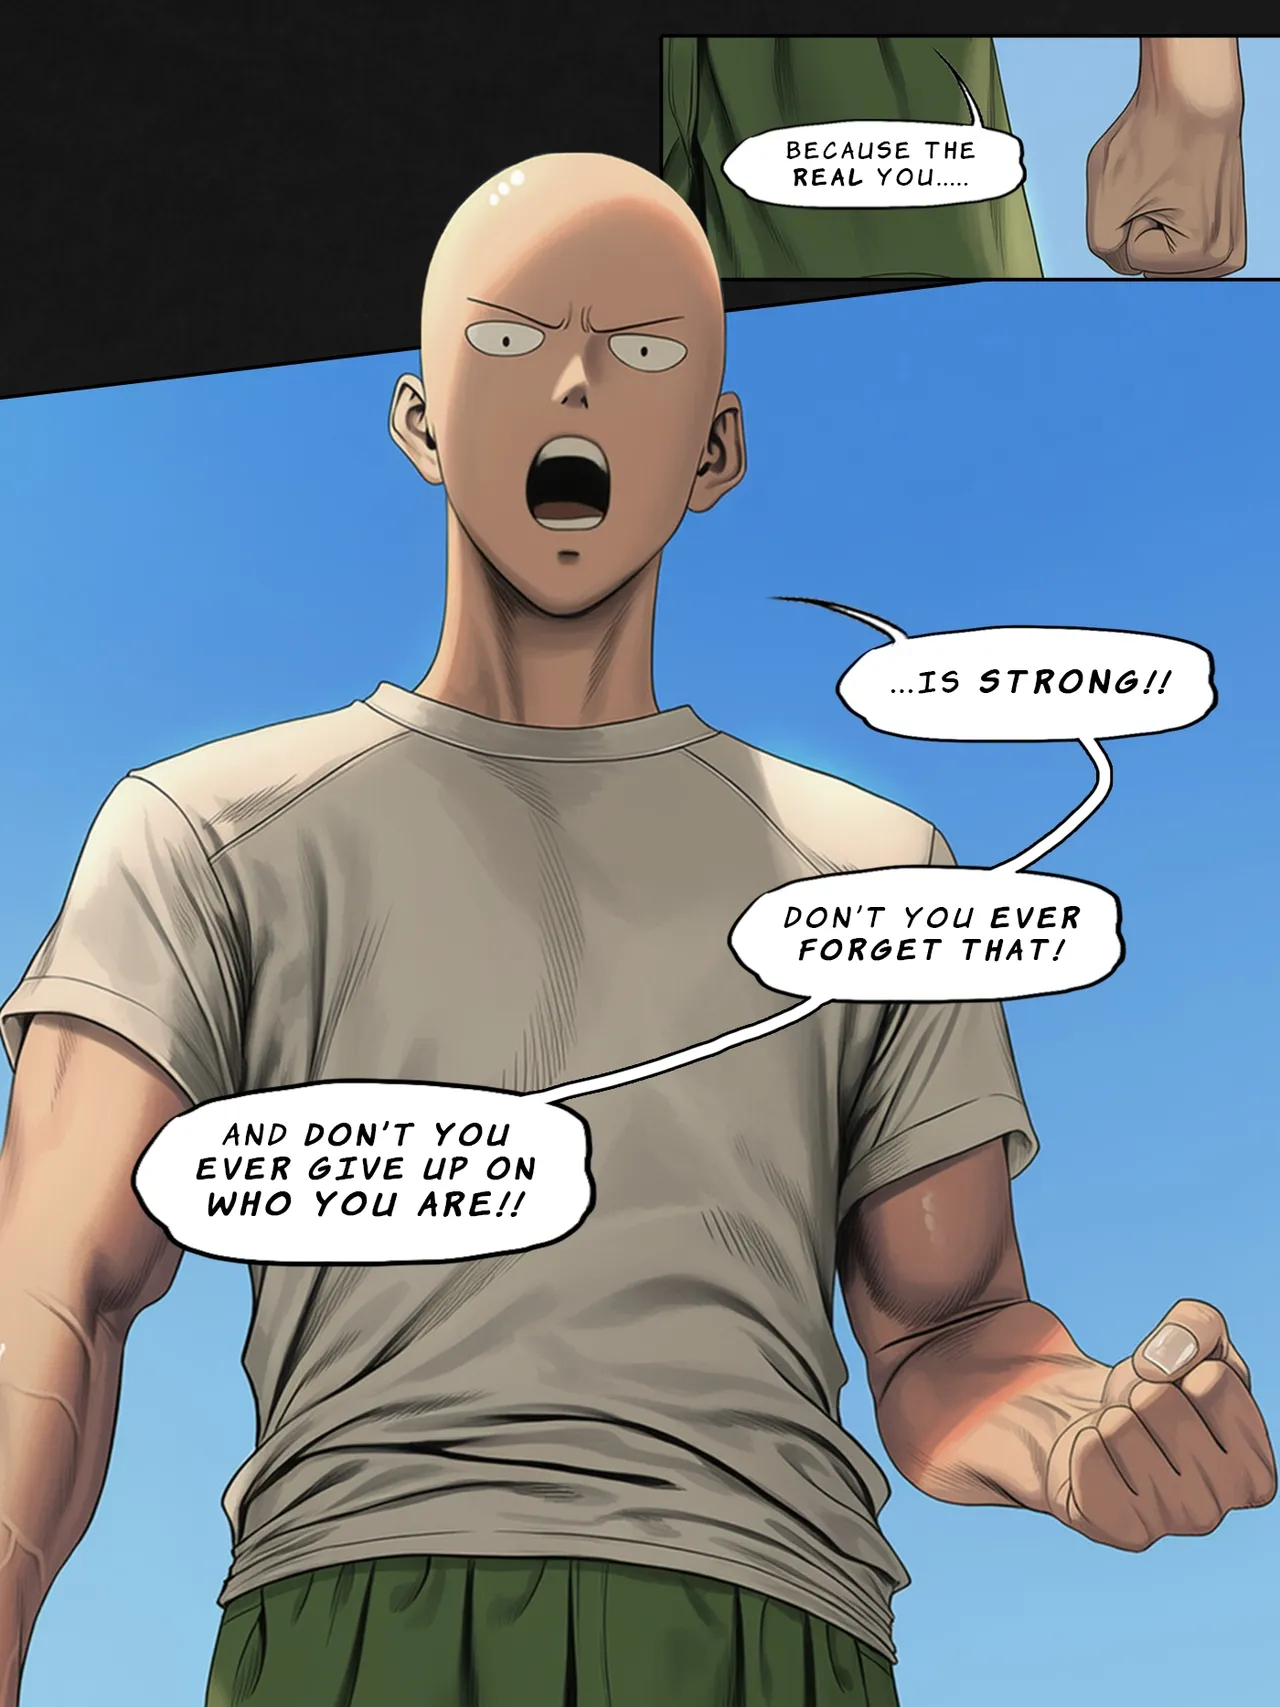 BECAUSE THE
REAL YOU.....
...IS STRONG!!
DON'T YOU EVER
FORGET THAT!
AND DON'T YOU
EVER GIVE UP ON
WHO YOU ARE!!